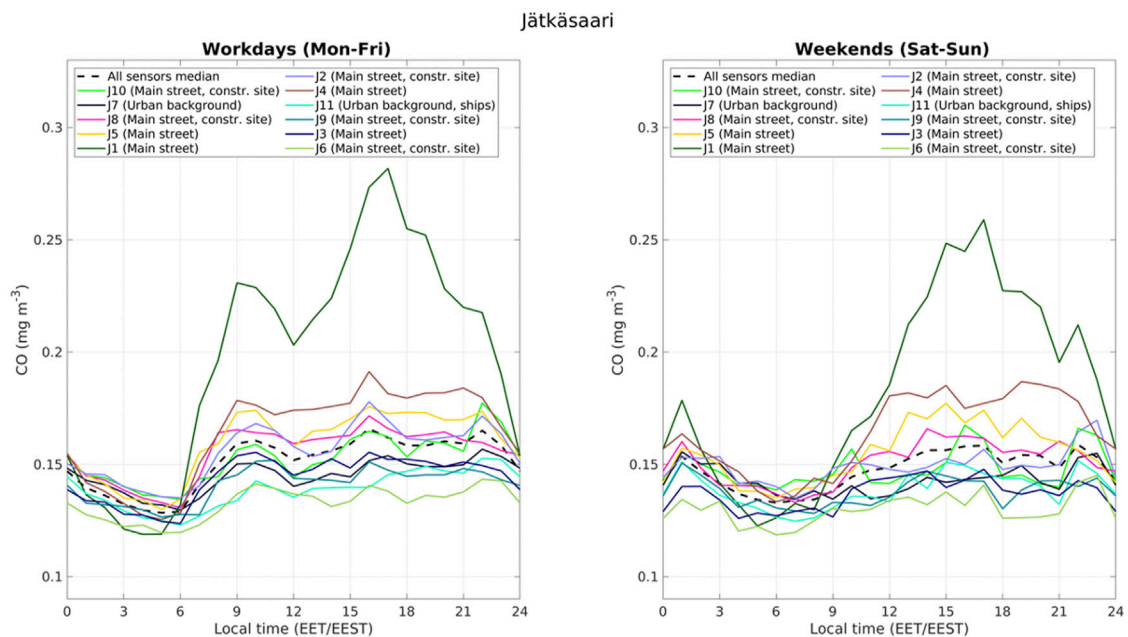 Jätkäsaari
Workdays (Mon-Fri)
All sensors median
J10 (Main street, constr. site)
J7 (Urban background)
J8 (Main street, constr. site)
J5 (Main street)
J1 (Main street)
J2 (Main street, constr. site)
J4 (Main street)
J11 (Urban background, ships)
J9 (Main street, constr. site)
J3 (Main street)
J6 (Main street, constr. site)
0.3
0.25
0.2
0.15
0.1
CO (mg m⁻³)
0 3 6 9 12 15 18 21 24
Local time (EET/EEST)
Weekends (Sat-Sun)
All sensors median
J10 (Main street, constr. site)
J7 (Urban background)
J8 (Main street, constr. site)
J5 (Main street)
J1 (Main street)
J2 (Main street, constr. site)
J4 (Main street)
J11 (Urban background, ships)
J9 (Main street, constr. site)
J3 (Main street)
J6 (Main street, constr. site)
0.3
0.25
0.2
0.15
0.1
CO (mg m⁻³)
0 3 6 9 12 15 18 21 24
Local time (EET/EEST)